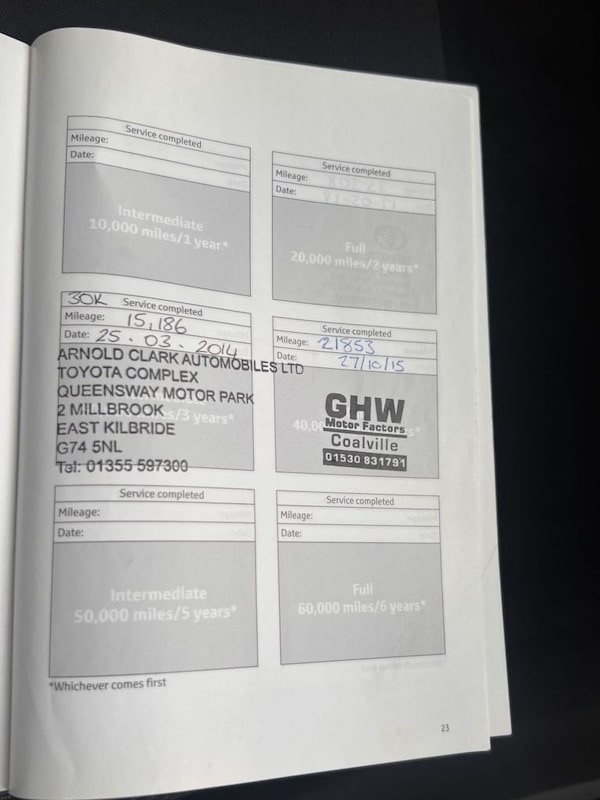 Service completed
Mileage:
Date:
Intermediate
10,000 miles/1 year*
Service completed
Mileage:
Date:
Full
20,000 miles/2 years*
30K Service completed
Mileage: 15,186
Date: 25.03.2014
ARNOLD CLARK AUTOMOBILES LTD
TOYOTA COMPLEX
QUEENSWAY MOTOR PARK
2 MILLBROOK
EAST KILBRIDE
G74 5NL
Tel: 01355 597300
s/3 years*
Service completed
Mileage: 21853
Date: 27/10/15
GHW
Motor Factors
Coalville
01530 831791
40,0
Service completed
Mileage:
Date:
Intermediate
50,000 miles/5 years*
Service completed
Mileage:
Date:
Full
60,000 miles/6 years*
*Whichever comes first
23